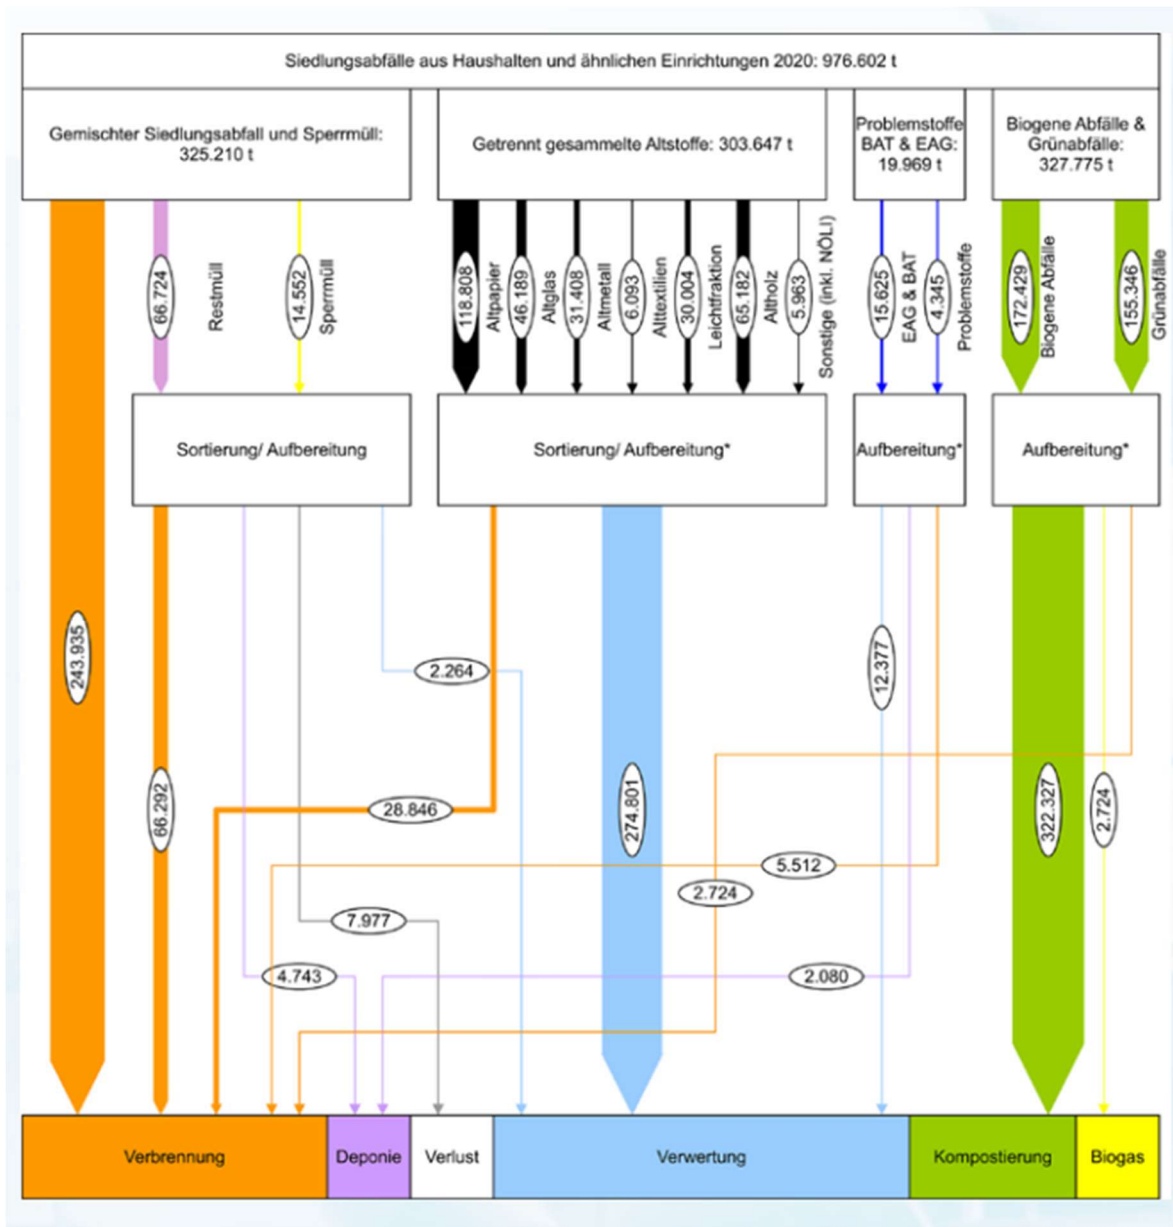 Siedlungsabfälle aus Haushalten und ähnlichen Einrichtungen 2020: 976.602 t
Gemischter Siedlungsabfall und Sperrmüll:
325.210 t
Getrennt gesammelte Altstoffe: 303.647 t
Problemstoffe
BAT & EAG:
19.969 t
Biogene Abfälle &
Grünabfälle:
327.775 t
66.724
Restmüll
14.552
Sperrmüll
118.808
Altpapier
46.189
Altglas
31.408
Altmetall
6.093
Alttextilien
30.004
Leichtfraktion
65.182
Altholz
5.963
Sonstige (inkl. NÖLI)
15.625
EAG & BAT
4.345
Problemstoffe
172.429
Biogene Abfälle
155.346
Grünabfälle
Sortierung/ Aufbereitung
Sortierung/ Aufbereitung*
Aufbereitung*
Aufbereitung*
243.935
2.264
12.377
66.292
28.846
274.801
322.327
2.724
5.512
2.724
7.977
4.743
2.080
Verbrennung
Deponie
Verlust
Verwertung
Kompostierung
Biogas